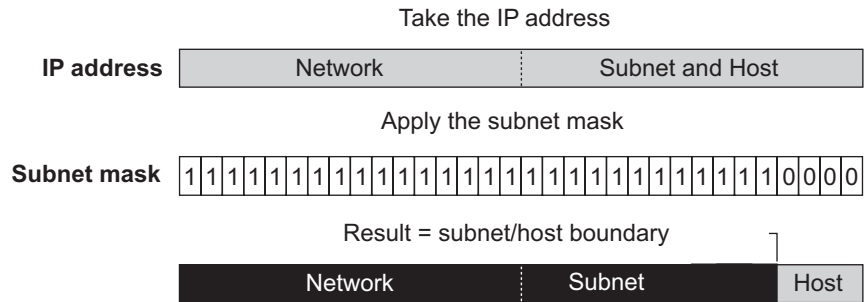 Take the IP address
IP address Network Subnet and Host
Apply the subnet mask
Subnet mask 1 1 1 1 1 1 1 1 1 1 1 1 1 1 1 1 1 1 1 1 1 1 1 1 1 1 1 1 0 0 0 0
Result = subnet/host boundary
Network Subnet Host